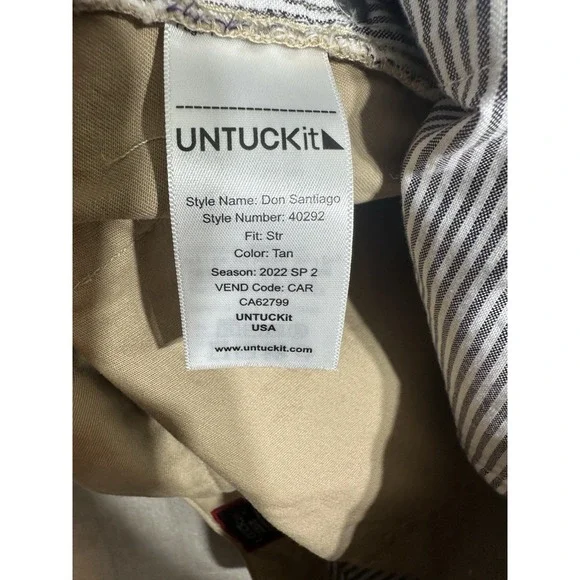 UNTUCKit
Style Name: Don Santiago
Style Number: 40292
Fit: Str
Color: Tan
Season: 2022 SP 2
VEND Code: CAR
CA62799
UNTUCKit
USA
www.untuckit.com